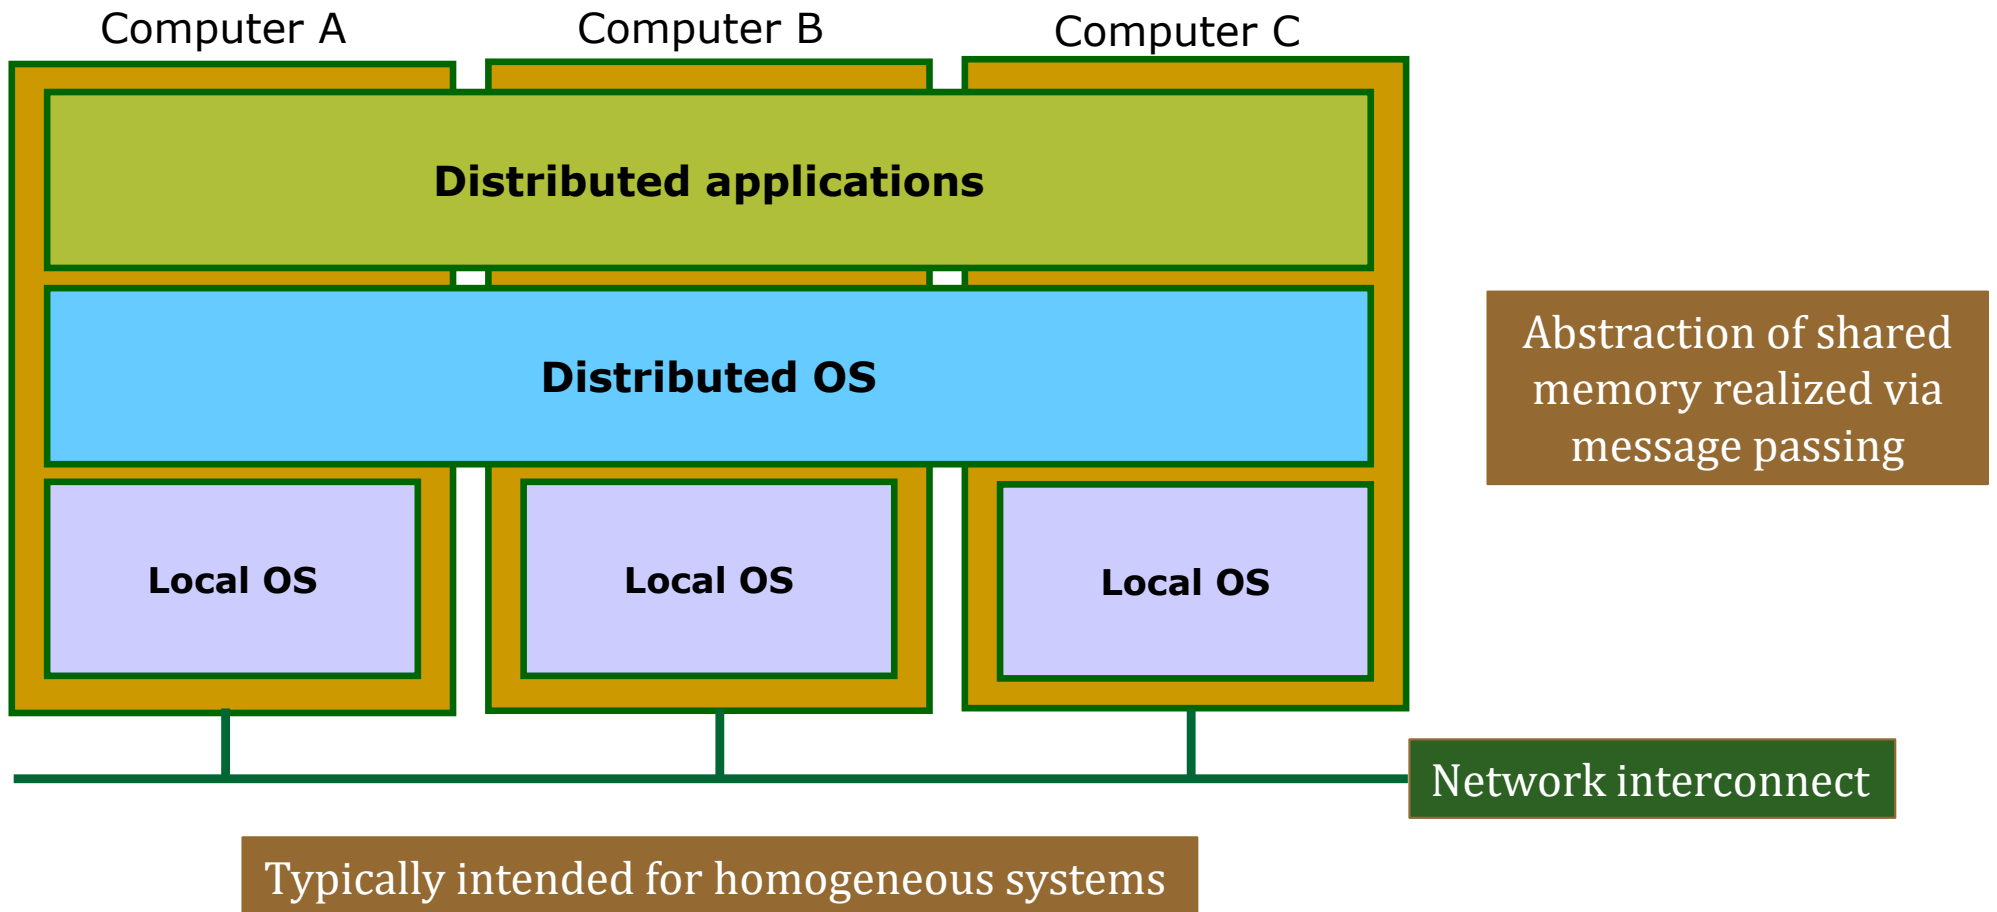 Computer A
Computer B
Computer C
Distributed applications
Distributed OS
Abstraction of shared
memory realized via
message passing
Local OS
Local OS
Local OS
Network interconnect
Typically intended for homogeneous systems